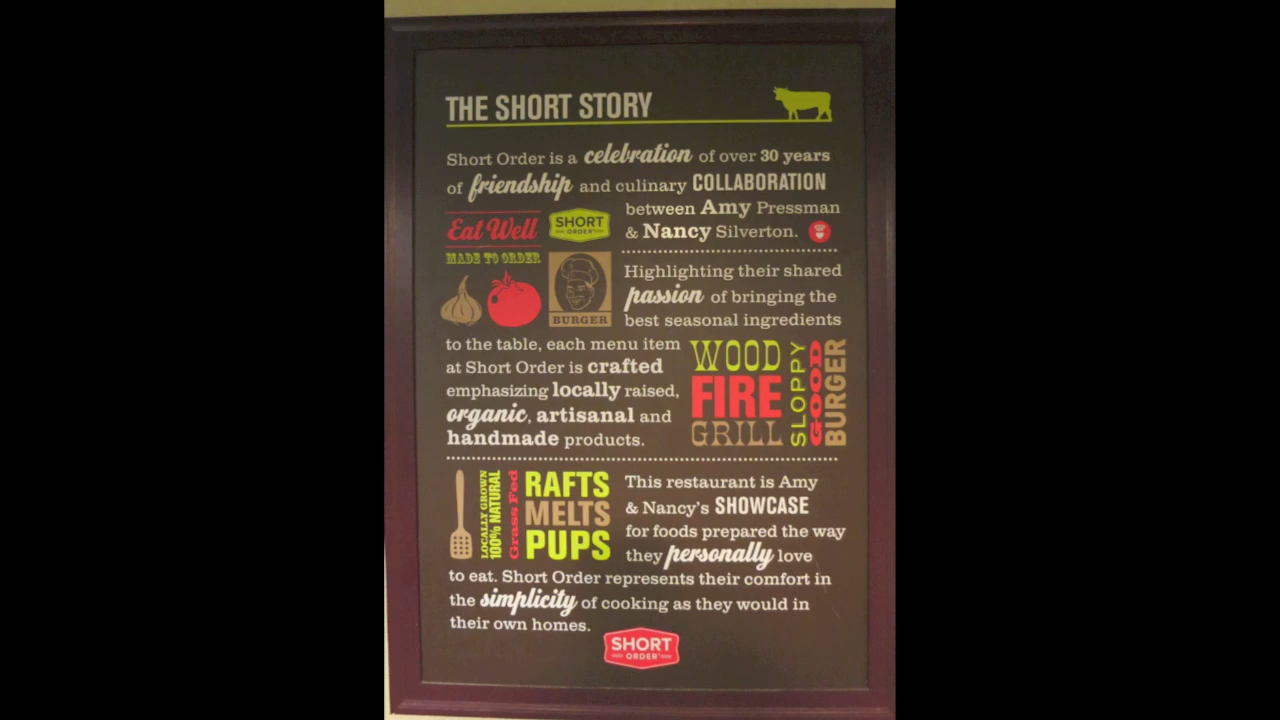 THE SHORT STORY
Short Order is a celebration of over 30 years
of friendship and culinary COLLABORATION
between Amy Pressman
& Nancy Silverton.
Eat Well
SHORT
ORDER
MADE TO ORDER
BURGER
Highlighting their shared
passion of bringing the
best seasonal ingredients
to the table, each menu item
at Short Order is crafted
emphasizing locally raised,
organic, artisanal and
handmade products.
WOOD
FIRE
GRILL
SLOPPY
GOOD
BURGER
LOCALLY GROWN
100% NATURAL
Grass Fed
RAFTS
MELTS
PUPS
This restaurant is Amy
& Nancy's SHOWCASE
for foods prepared the way
they personally love
to eat. Short Order represents their comfort in
the simplicity of cooking as they would in
their own homes.
SHORT
ORDER